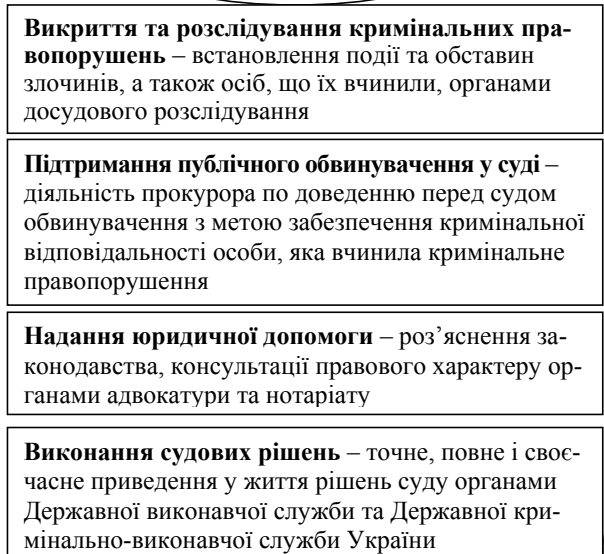 Викриття та розслідування кримінальних пра-
вопорушень – встановлення події та обставин
злочинів, а також осіб, що їх вчинили, органами
досудового розслідування
Підтримання публічного обвинувачення у суді –
діяльність прокурора по доведенню перед судом
обвинувачення з метою забезпечення кримінальної
відповідальності особи, яка вчинила кримінальне
правопорушення
Надання юридичної допомоги – роз’яснення за-
конодавства, консультації правового характеру ор-
ганами адвокатури та нотаріату
Виконання судових рішень – точне, повне і своє-
часне приведення у життя рішень суду органами
Державної виконавчої служби та Державної кри-
мінально-виконавчої служби України